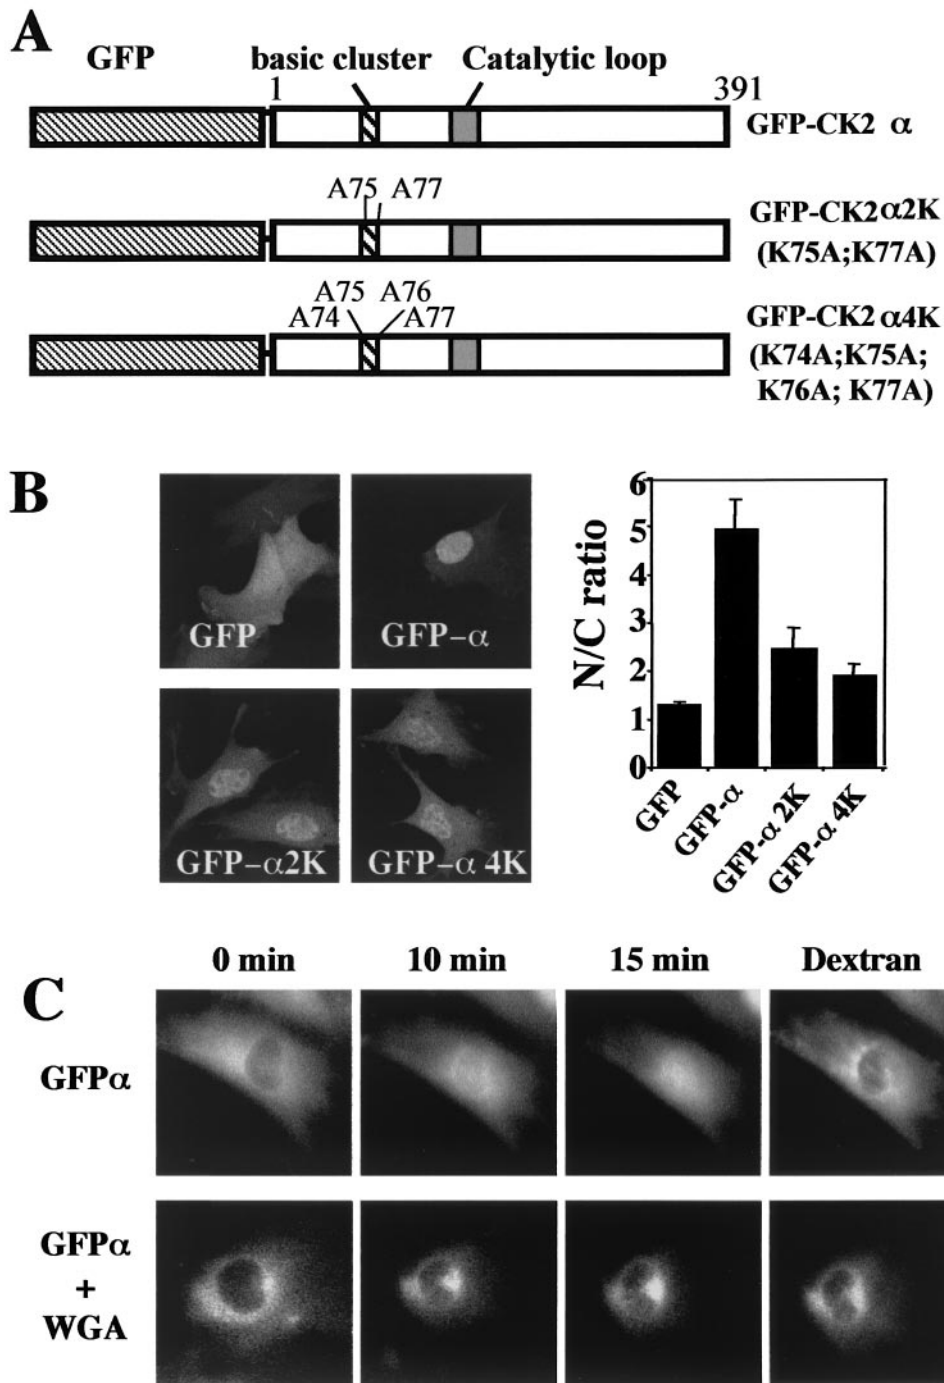 A
GFP
basic cluster
Catalytic loop
1
391
GFP-CK2 α
A75 A77
GFP-CK2α2K
(K75A;K77A)
A75 A76
A74 A77
GFP-CK2α4K
(K74A;K75A;
K76A; K77A)
B
GFP
GFP-α
GFP-α2K
GFP-α 4K
N/C ratio
6
5
4
3
2
1
0
GFP
GFP-α
GFP-α 2K
GFP-α 4K
C
0 min
10 min
15 min
Dextran
GFPα
GFPα
+
WGA